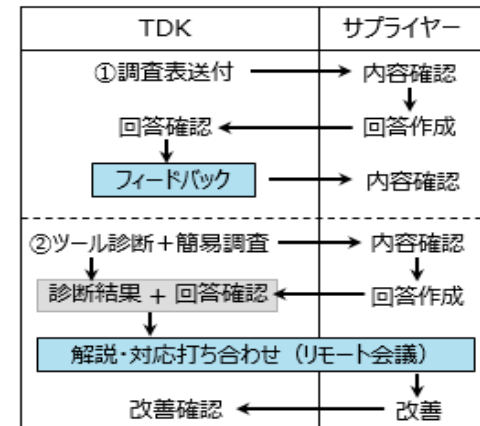 TDK サプライヤー
①調査表送付 内容確認
回答確認 回答作成
フィードバック 内容確認
②ツール診断+簡易調査 内容確認
診断結果 + 回答確認 回答作成
解説・対応打ち合わせ(リモート会議)
改善確認 改善